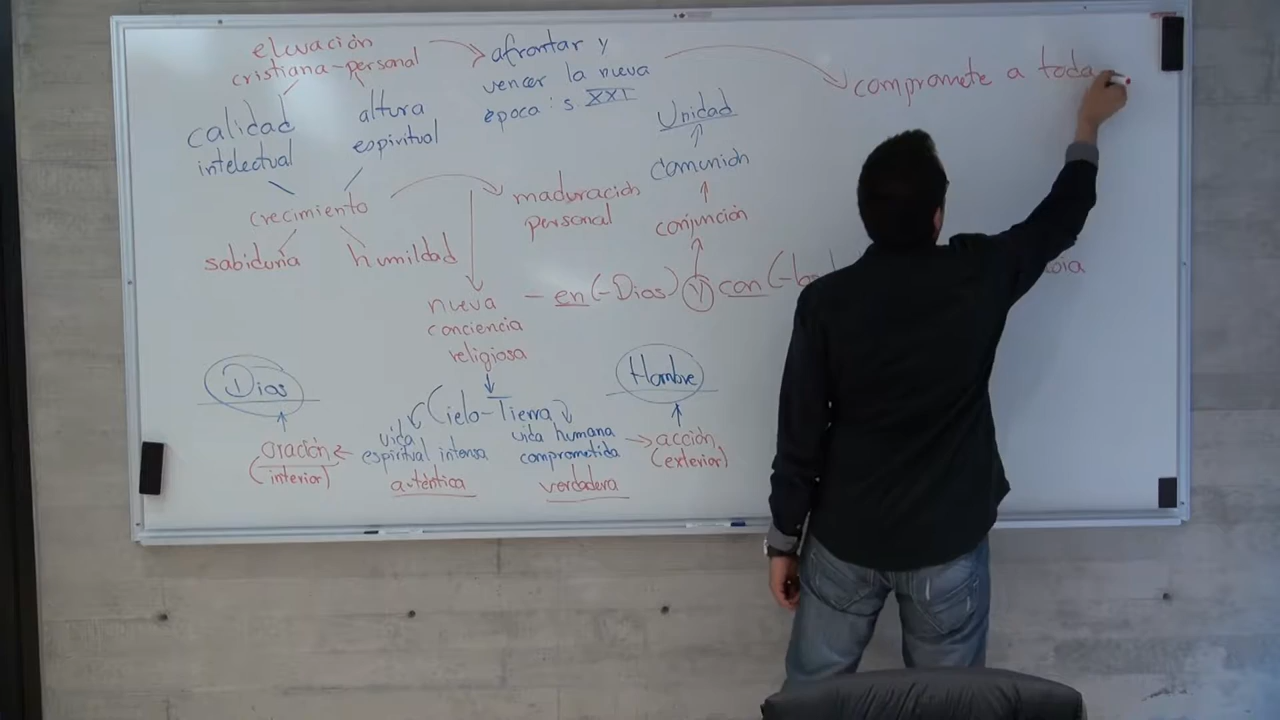 elevación
cristiana-personal
afrontar y
vencer la nueva
época: s. XXI
compromete a toda
calidad
intelectual
altura
espiritual
Unidad
comunión
conjunción
crecimiento
maduración
personal
sabiduría
humildad
nueva
conciencia
religiosa
- en (-Dios) y con (-
Dios
Hombre
Cielo-Tierra
oración
(interior)
vida
espiritual intensa
auténtica
vida humana
comprometida
verdadera
acción
(exterior)